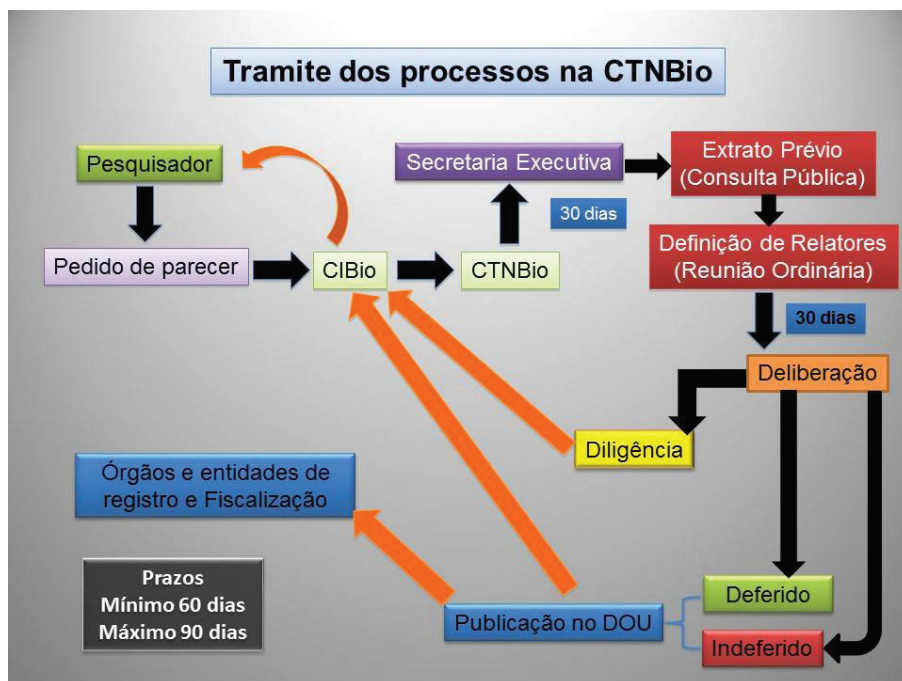 Tramite dos processos na CTNBio
Pesquisador
Pedido de parecer
CIBio
CTNBio
30 dias
Secretaria Executiva
Extrato Prévio
(Consulta Pública)
Definição de Relatores
(Reunião Ordinária)
30 dias
Deliberação
Diligência
Deferido
Indeferido
Publicação no DOU
Órgãos e entidades de
registro e Fiscalização
Prazos
Mínimo 60 dias
Máximo 90 dias